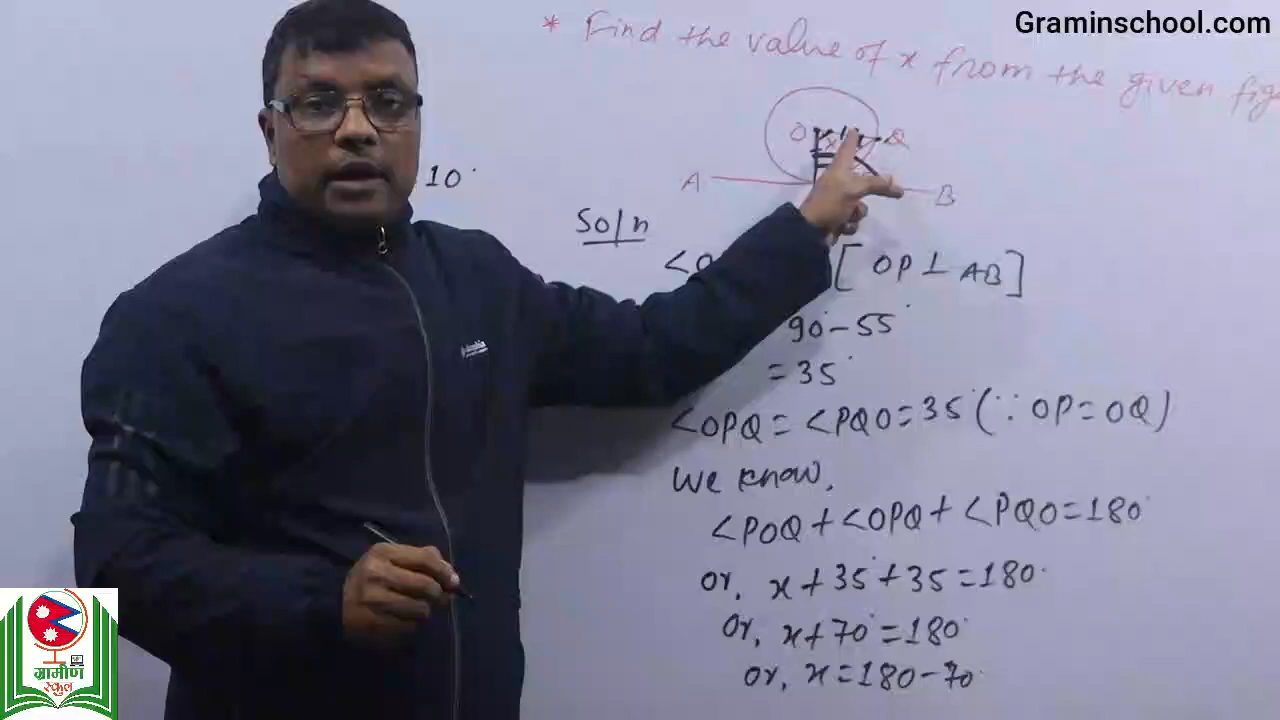 Graminschool.com
* Find the value of x from the given fig
O x Q
A B
10°
Soln
<O [OP⊥AB]
90°-55°
=35°
<OPQ=<PQO=35°(∵OP=OQ)
We know,
<POQ+<OPQ+<PQO=180°
or, x+35°+35°=180°
or, x+70°=180°
or, x=180-70°
ग्रामीण
स्कुल